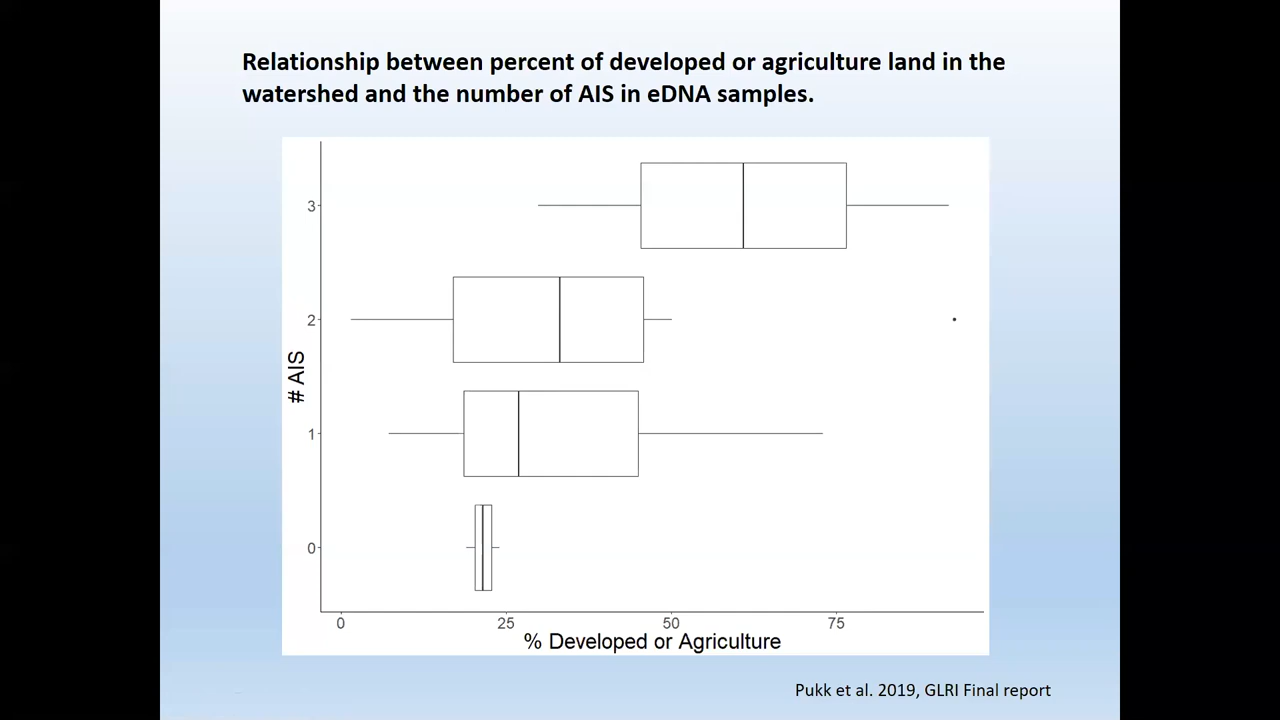 Relationship between percent of developed or agriculture land in the
watershed and the number of AIS in eDNA samples.
# AIS
3
2
1
0
0 25 50 75
% Developed or Agriculture
Pukk et al. 2019, GLRI Final report